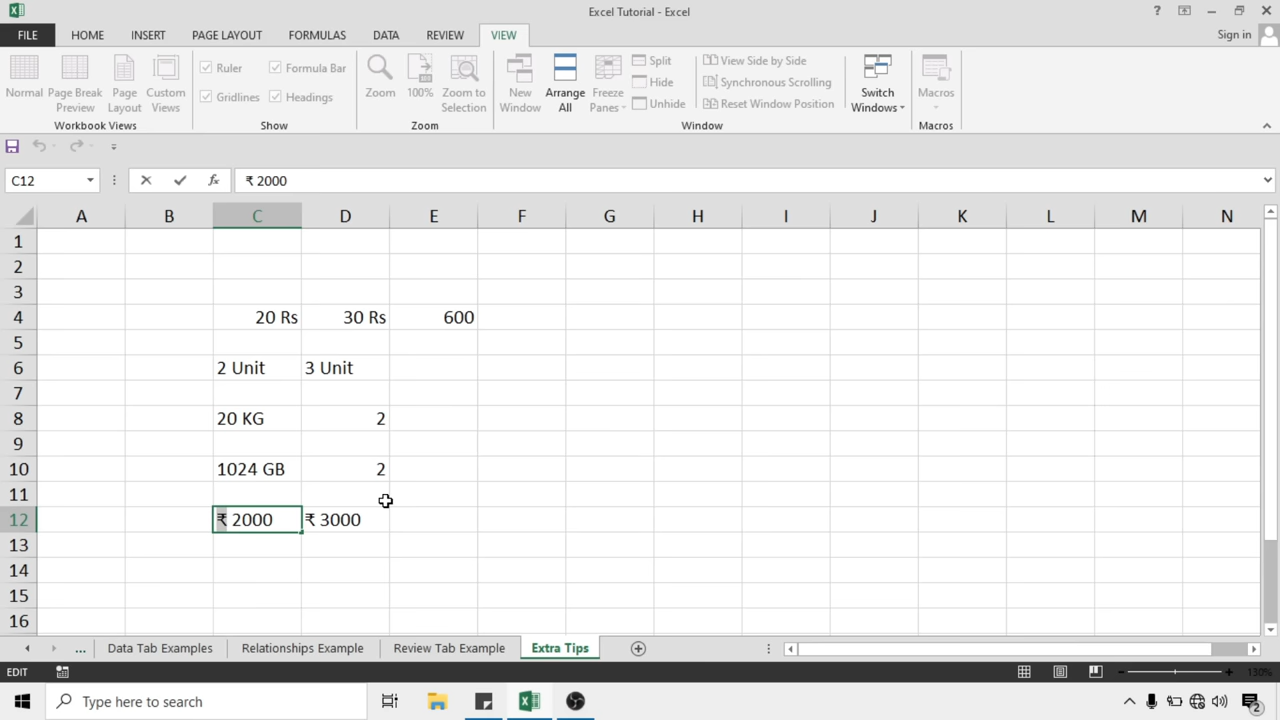 Excel Tutorial - Excel
?
FILE HOME INSERT PAGE LAYOUT FORMULAS DATA REVIEW VIEW Sign in
Normal Page Break Preview Page Layout Custom Views
Ruler Formula Bar
Gridlines Headings
Zoom 100% Zoom to Selection
New Window Arrange All Freeze Panes
Split
Hide
Unhide
View Side by Side
Synchronous Scrolling
Reset Window Position
Switch Windows Macros
Workbook Views Show Zoom Window Macros
C12 fx ₹ 2000
A B C D E F G H I J K L M N
1
2
3
4 20 Rs 30 Rs 600
5
6 2 Unit 3 Unit
7
8 20 KG 2
9
10 1024 GB 2
11
12 ₹ 2000 ₹ 3000
13
14
15
16
... Data Tab Examples Relationships Example Review Tab Example Extra Tips
EDIT 130%
Type here to search 2